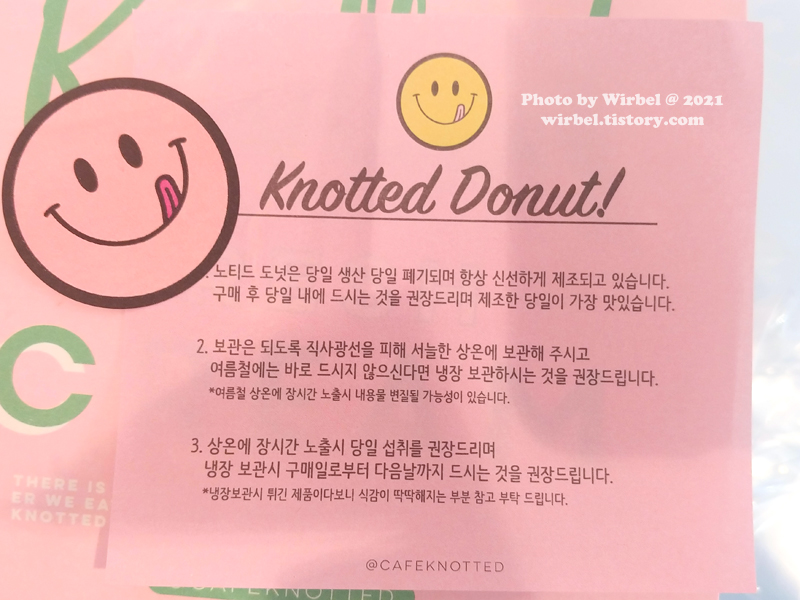 Photo by Wirbel @ 2021
wirbel.tistory.com
Knotted Donut!
. 노티드 도넛은 당일 생산 당일 폐기되며 항상 신선하게 제조되고 있습니다.
구매 후 당일 내에 드시는 것을 권장드리며 제조한 당일이 가장 맛있습니다.
2. 보관은 되도록 직사광선을 피해 서늘한 상온에 보관해 주시고
여름철에는 바로 드시지 않으신다면 냉장 보관하시는 것을 권장드립니다.
*여름철 상온에 장시간 노출시 내용물 변질될 가능성이 있습니다.
3. 상온에 장시간 노출시 당일 섭취를 권장드리며
냉장 보관시 구매일로부터 다음날까지 드시는 것을 권장드립니다.
*냉장보관시 튀긴 제품이다보니 식감이 딱딱해지는 부분 참고 부탁 드립니다.
@CAFEKNOTTED
C
THERE IS
ER WE EA
KNOTTED
CAFEKNOTTED